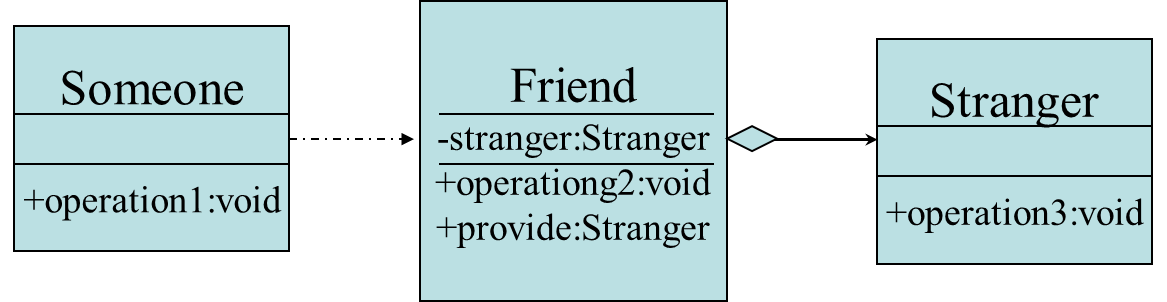 Someone
+operation1:void
Friend
-stranger:Stranger
+operationg2:void
+provide:Stranger
Stranger
+operation3:void